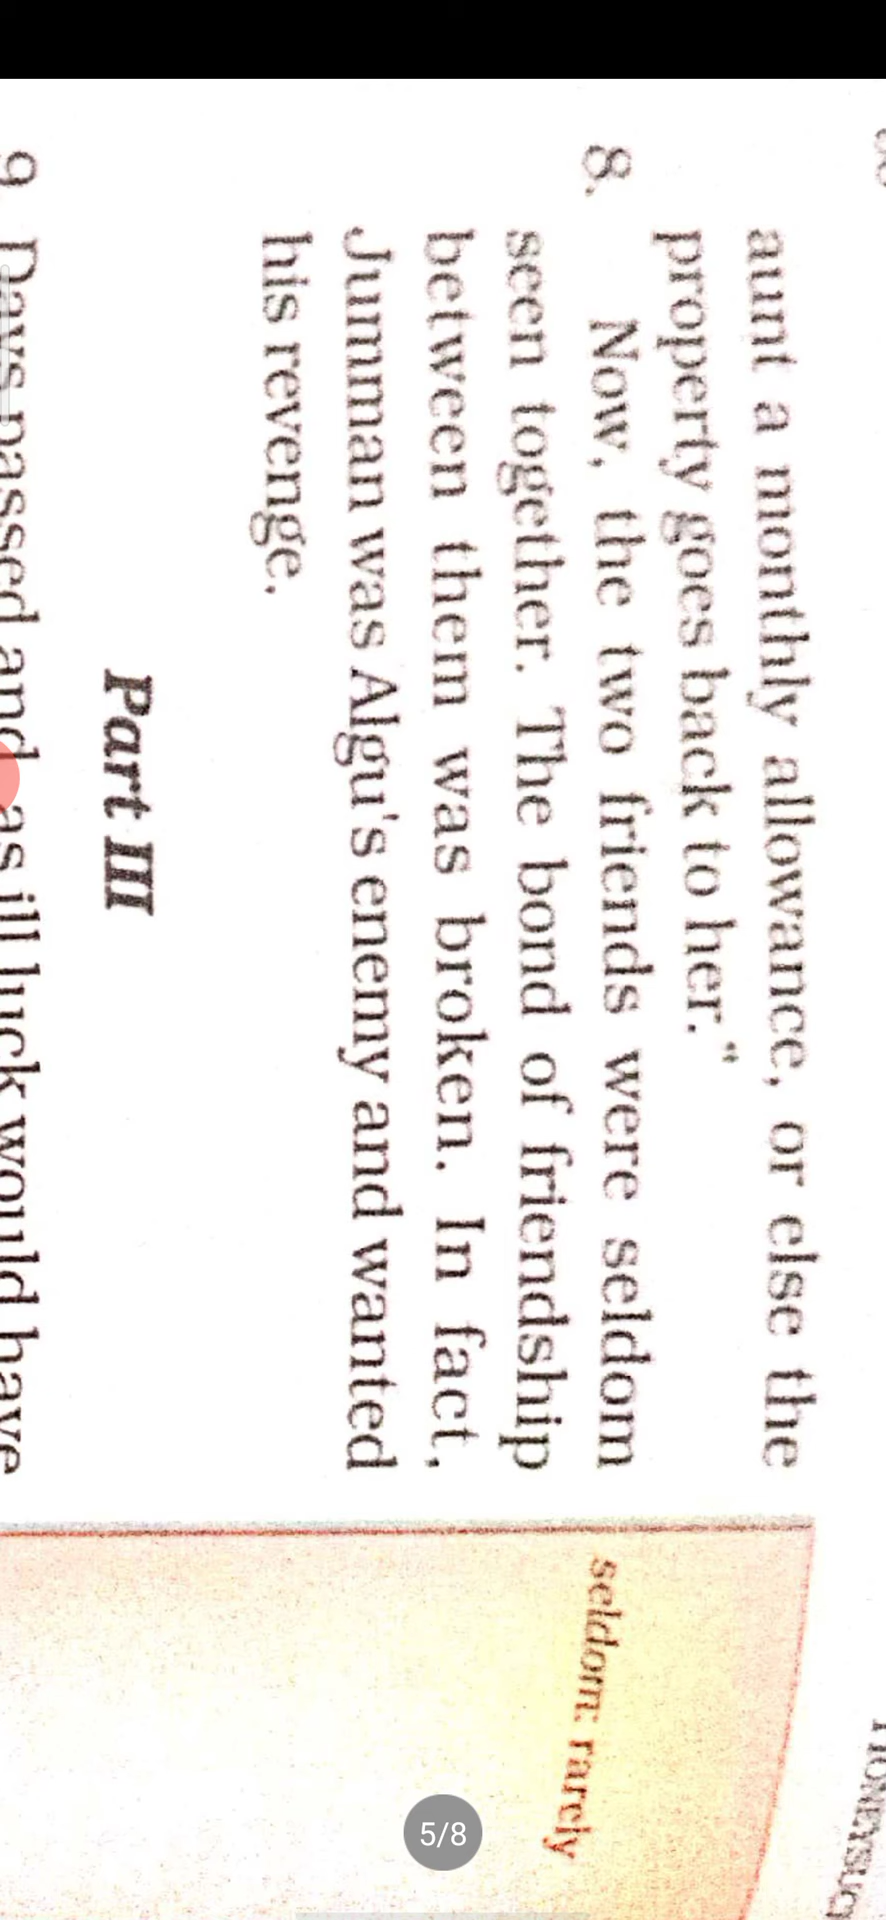 aunt a monthly allowance, or else the
property goes back to her."
8. Now, the two friends were seldom
seen together. The bond of friendship
between them was broken. In fact,
Jumman was Algu's enemy and wanted
his revenge.
Part III
9. Days passed and as ill luck would have
seldom: rarely
5/8